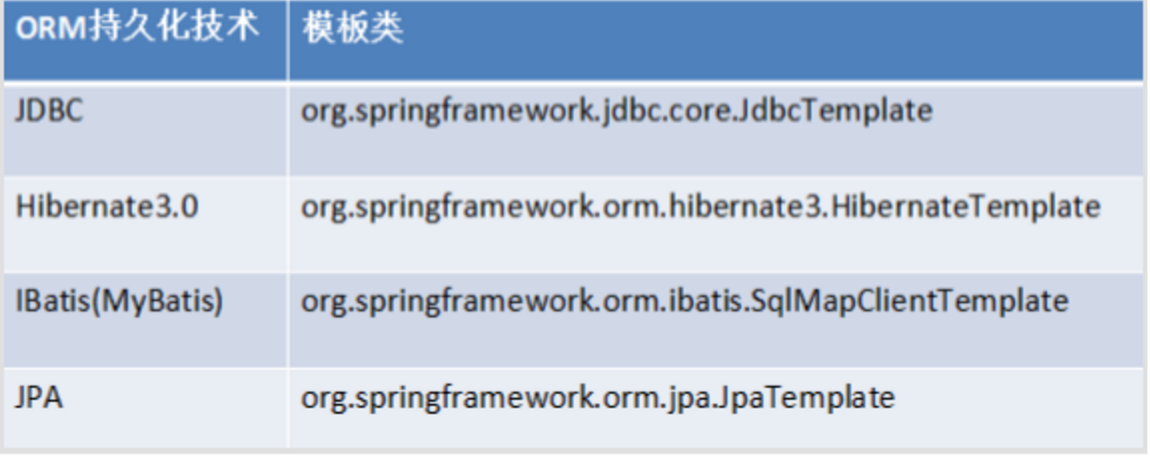 ORM持久化技术 模板类
JDBC org.springframework.jdbc.core.JdbcTemplate
Hibernate3.0 org.springframework.orm.hibernate3.HibernateTemplate
IBatis(MyBatis) org.springframework.orm.ibatis.SqlMapClientTemplate
JPA org.springframework.orm.jpa.JpaTemplate